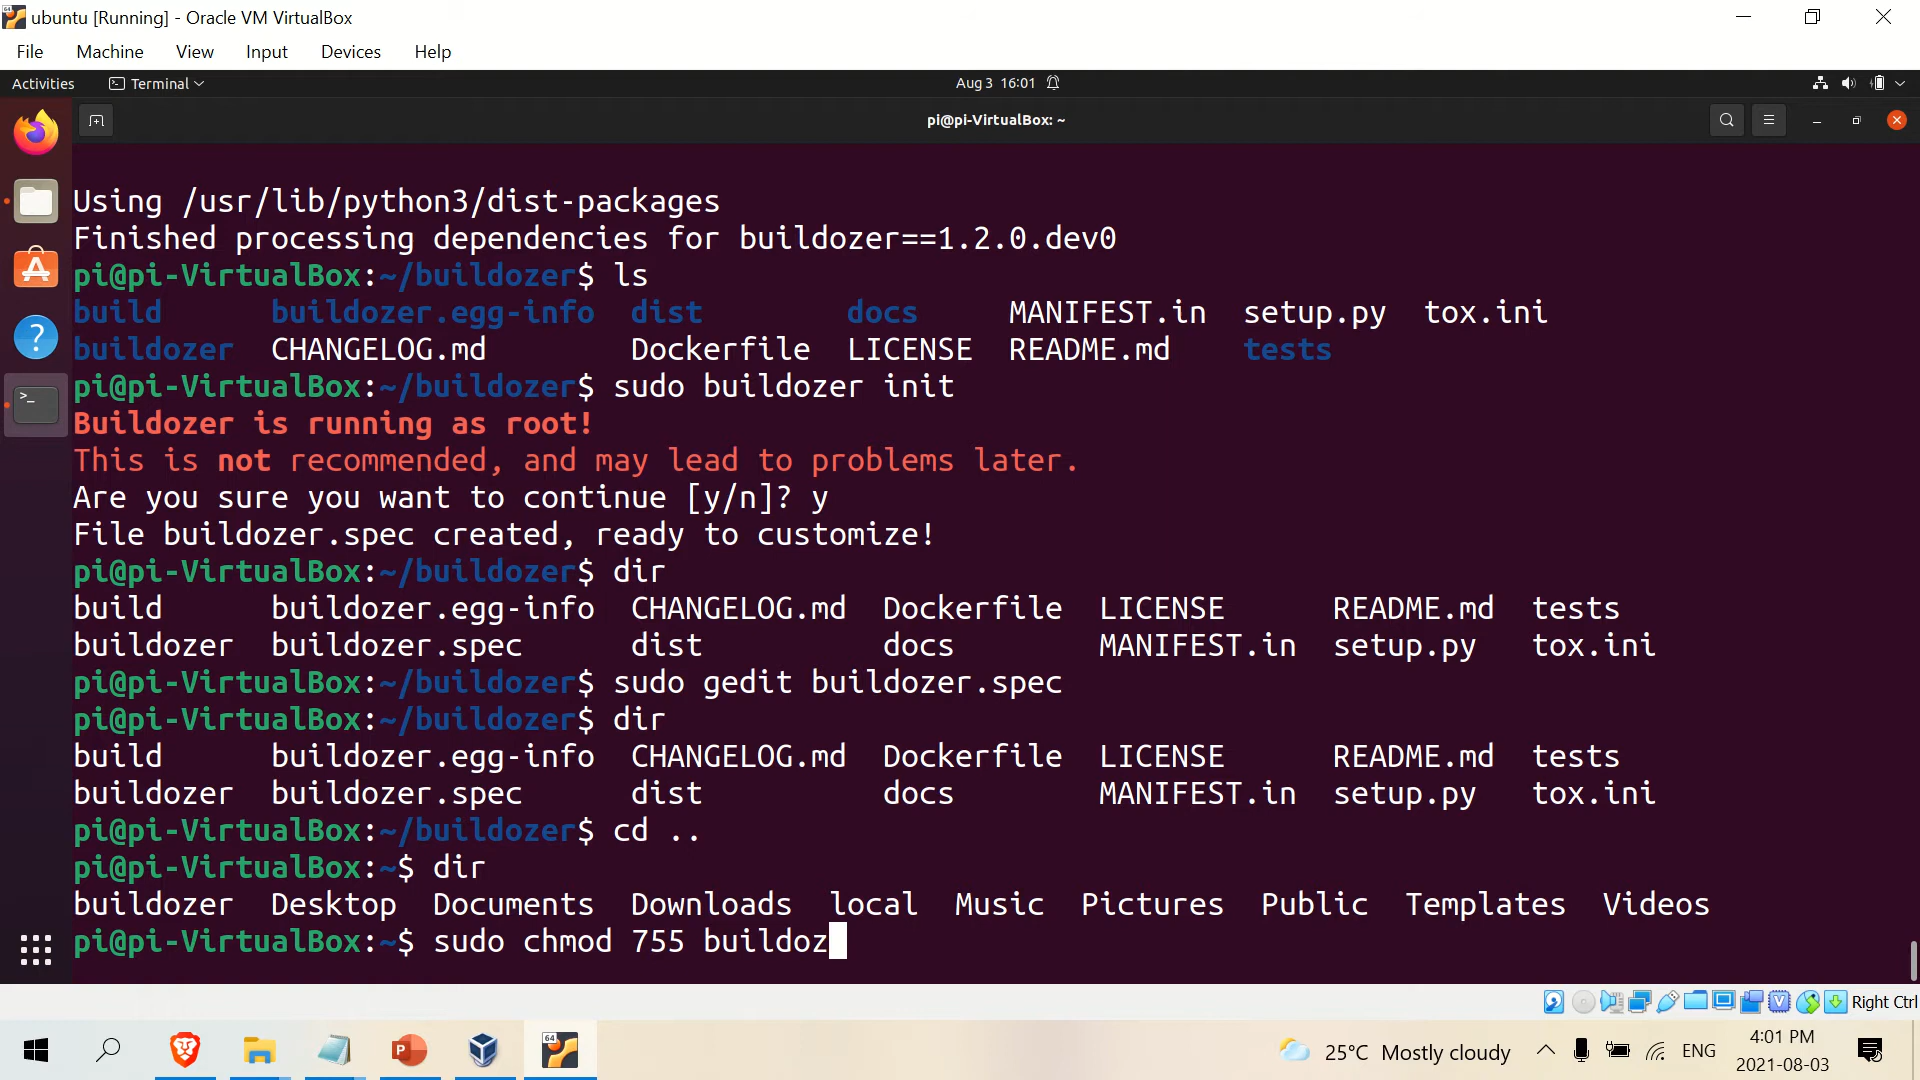 ubuntu [Running] - Oracle VM VirtualBox
File Machine View Input Devices Help
Activities Terminal Aug 3 16:01
pi@pi-VirtualBox: ~
Using /usr/lib/python3/dist-packages
Finished processing dependencies for buildozer==1.2.0.dev0
pi@pi-VirtualBox:~/buildozer$ ls
build buildozer.egg-info dist docs MANIFEST.in setup.py tox.ini
buildozer CHANGELOG.md Dockerfile LICENSE README.md tests
pi@pi-VirtualBox:~/buildozer$ sudo buildozer init
Buildozer is running as root!
This is not recommended, and may lead to problems later.
Are you sure you want to continue [y/n]? y
File buildozer.spec created, ready to customize!
pi@pi-VirtualBox:~/buildozer$ dir
build buildozer.egg-info CHANGELOG.md Dockerfile LICENSE README.md tests
buildozer buildozer.spec dist docs MANIFEST.in setup.py tox.ini
pi@pi-VirtualBox:~/buildozer$ sudo gedit buildozer.spec
pi@pi-VirtualBox:~/buildozer$ dir
build buildozer.egg-info CHANGELOG.md Dockerfile LICENSE README.md tests
buildozer buildozer.spec dist docs MANIFEST.in setup.py tox.ini
pi@pi-VirtualBox:~/buildozer$ cd ..
pi@pi-VirtualBox:~$ dir
buildozer Desktop Documents Downloads local Music Pictures Public Templates Videos
pi@pi-VirtualBox:~$ sudo chmod 755 buildoz
Right Ctrl
25°C Mostly cloudy ENG 4:01 PM
2021-08-03